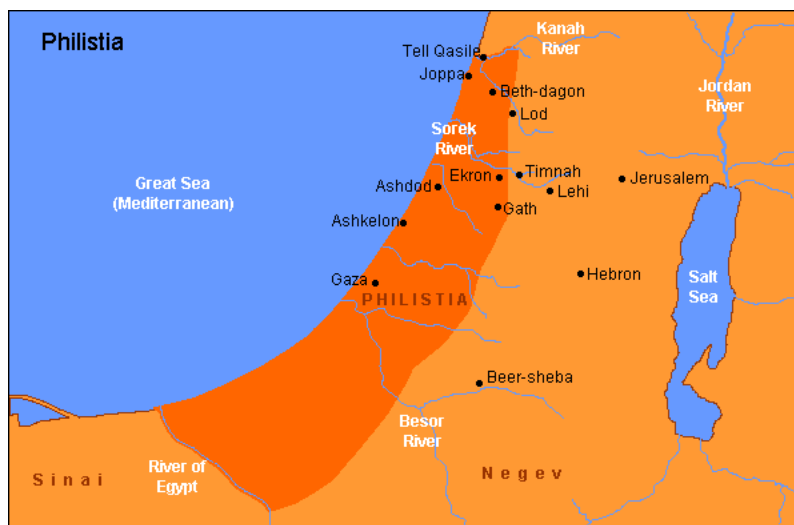 Philistia
Kanah
River
Tell Qasile
Joppa
Jordan
River
Beth-dagon
Lod
Sorek
River
Great Sea
(Mediterranean)
Ekron
Timnah
Jerusalem
Ashdod
Lehi
Gath
Ashkelon
Gaza
Hebron
Salt
Sea
PHILISTIA
Beer-sheba
Besor
River
River of
Egypt
Sinai
Negev